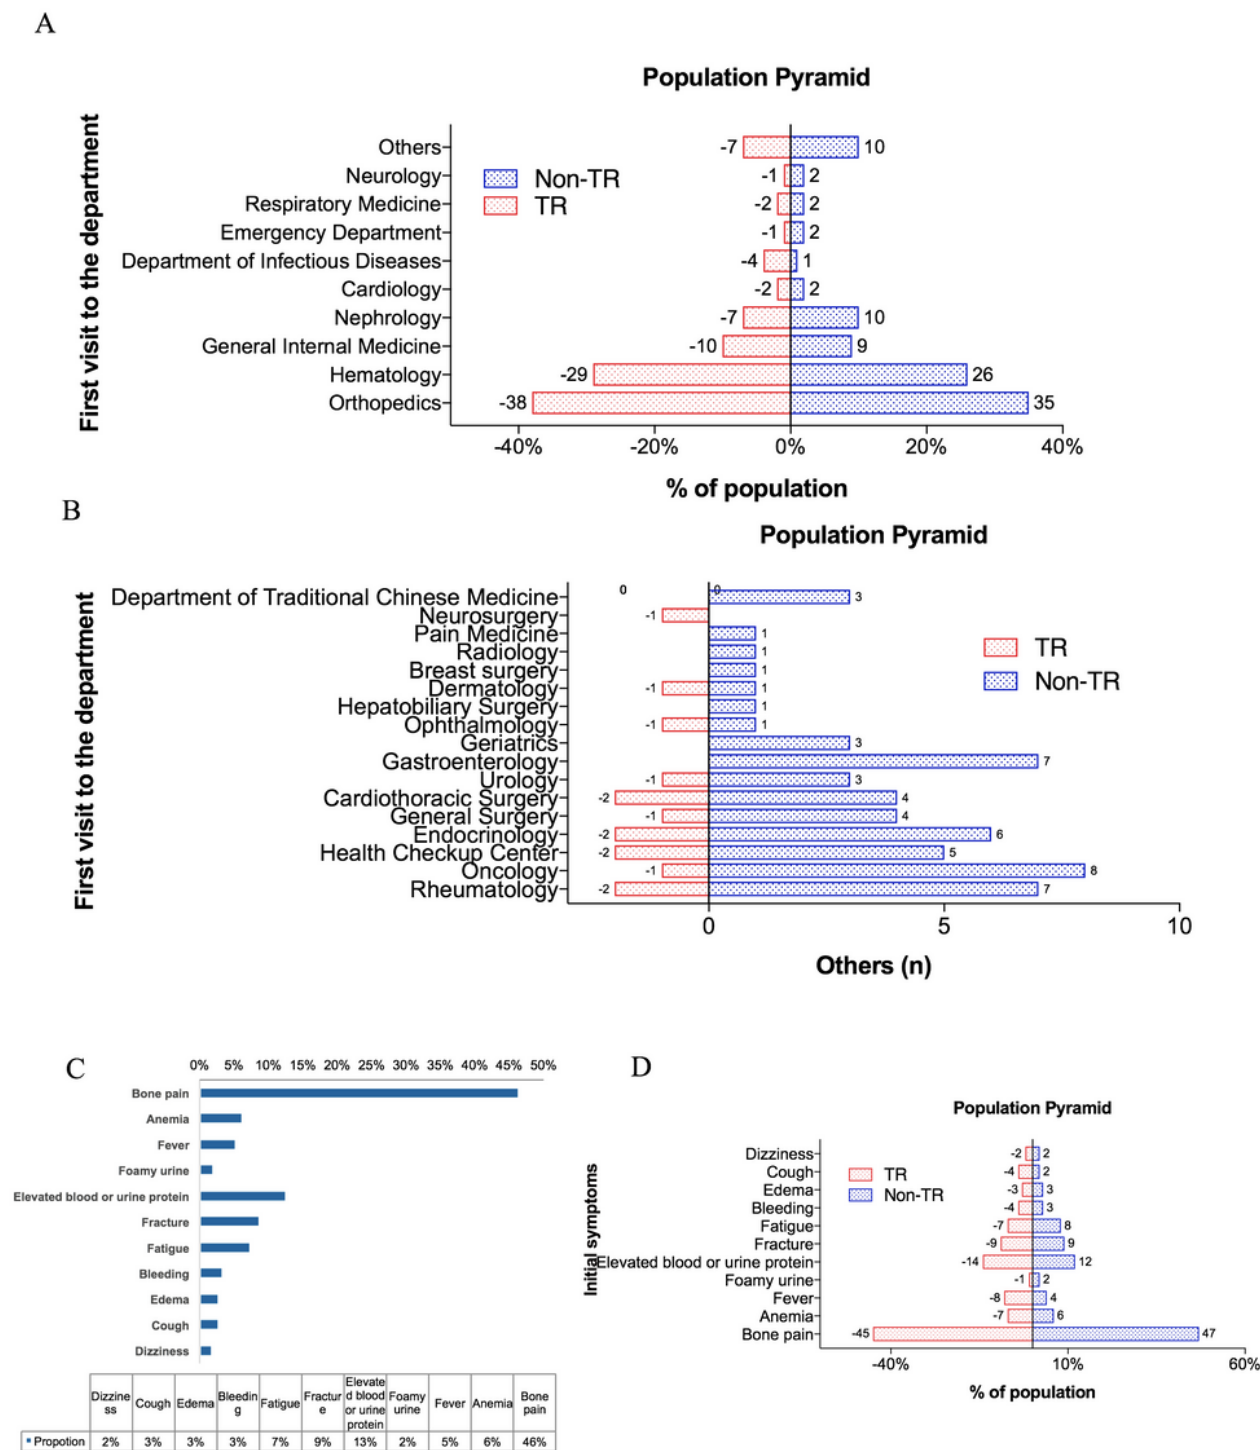 A
Population Pyramid
First visit to the department
Others
-7
10
Neurology
-1
2
Non-TR
Respiratory Medicine
-2
2
TR
Emergency Department
-1
2
Department of Infectious Diseases
-4
1
Cardiology
-2
2
Nephrology
-7
10
General Internal Medicine
-10
9
Hematology
-29
26
Orthopedics
-38
35
-40% -20% 0% 20% 40%
% of population
B
Population Pyramid
First visit to the department
Department of Traditional Chinese Medicine
0
0
3
Neurosurgery
-1
Pain Medicine
1
Radiology
1
TR
Breast surgery
1
Non-TR
Dermatology
-1
1
Hepatobiliary Surgery
1
Ophthalmology
-1
1
Geriatrics
3
Gastroenterology
7
Urology
-1
3
Cardiothoracic Surgery
-2
4
General Surgery
-1
4
Endocrinology
-2
6
Health Checkup Center
-2
5
Oncology
-1
8
Rheumatology
-2
7
0 5 10
Others (n)
C
0% 5% 10% 15% 20% 25% 30% 35% 40% 45% 50%
Bone pain
Anemia
Fever
Foamy urine
Elevated blood or urine protein
Fracture
Fatigue
Bleeding
Edema
Cough
Dizziness
Dizzine
ss
Cough
Edema
Bleedin
g
Fatigue
Fractur
e
Elevate
d blood
or urine
protein
Foamy
urine
Fever
Anemia
Bone
pain
Propotion 2% 3% 3% 3% 7% 9% 13% 2% 5% 6% 46%
D
Population Pyramid
Initial symptoms
Dizziness
-2
2
Cough
-4
2
TR
Edema
-3
3
Non-TR
Bleeding
-4
3
Fatigue
-7
8
Fracture
-9
9
Elevated blood or urine protein
-14
12
Foamy urine
-1
2
Fever
-8
4
Anemia
-7
6
Bone pain
-45
47
-40% 10% 60%
% of population